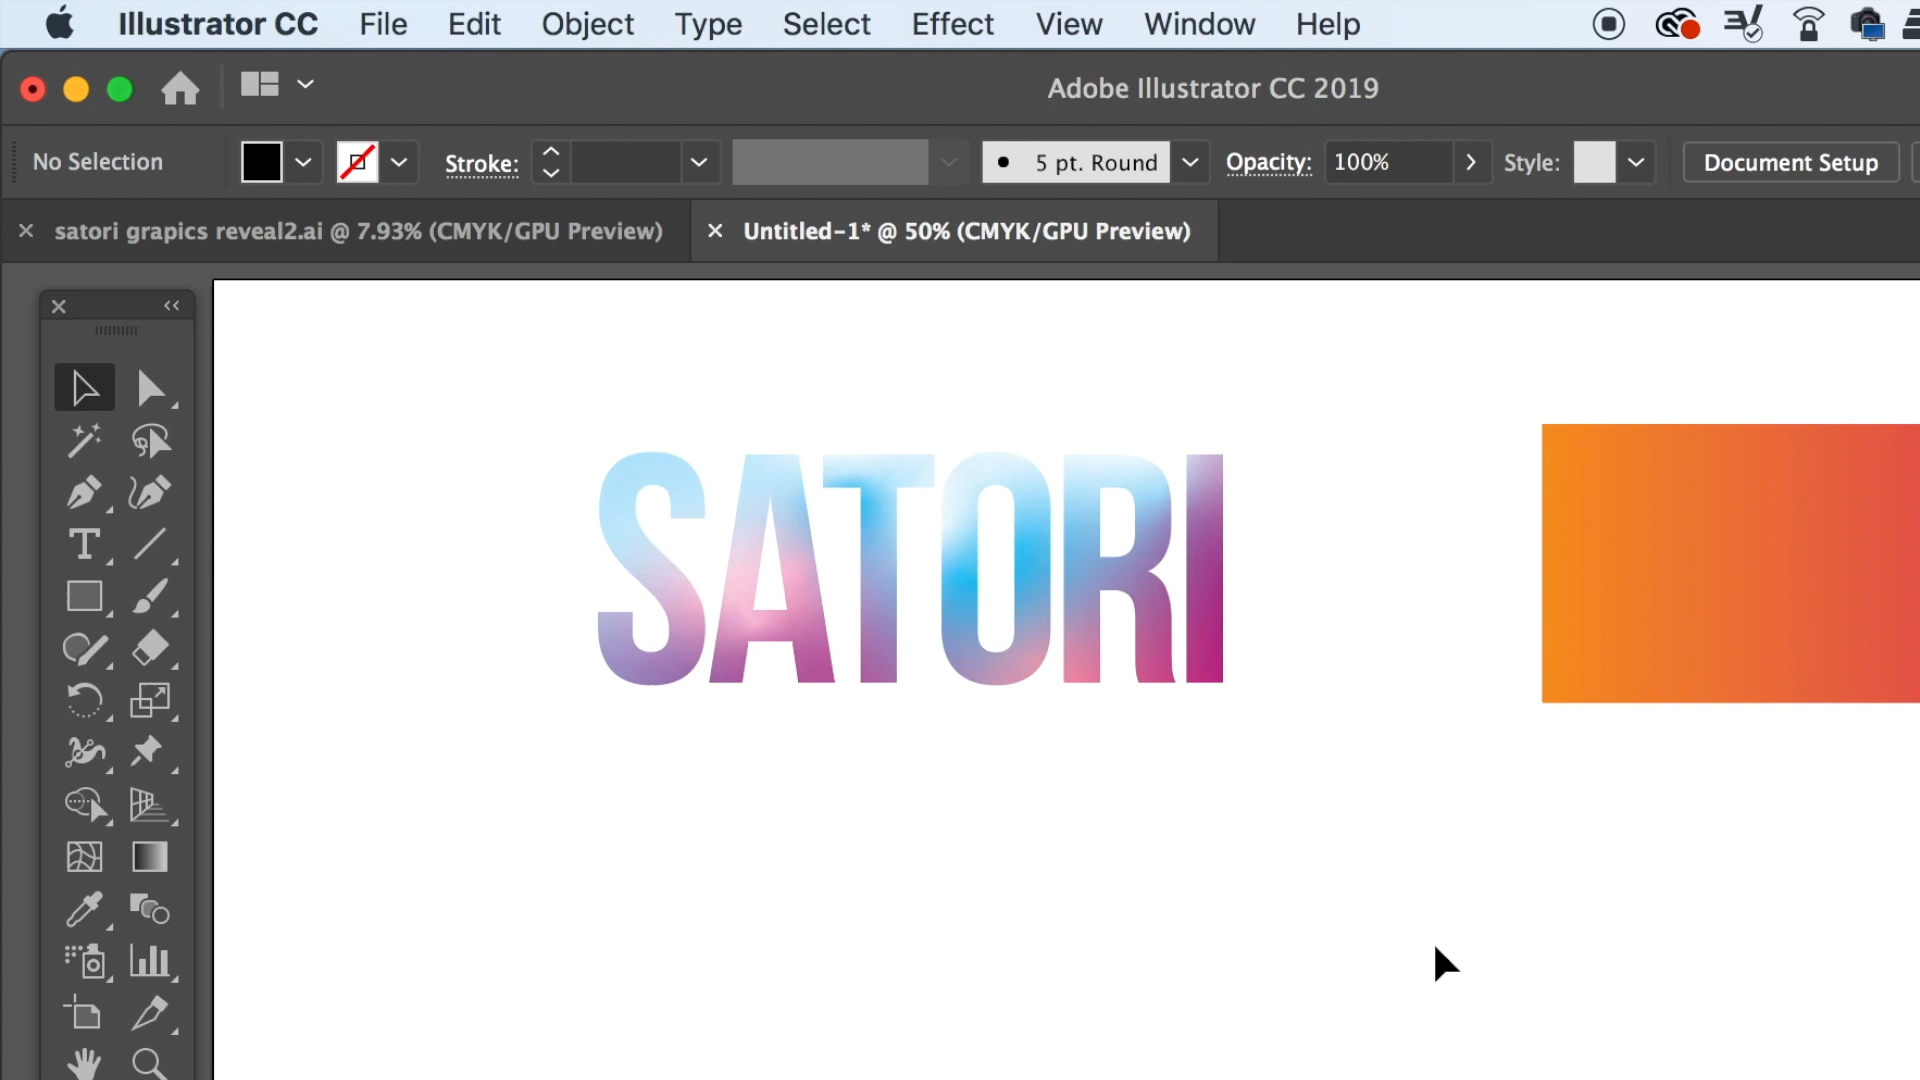 Illustrator CC File Edit Object Type Select Effect View Window Help
Adobe Illustrator CC 2019
No Selection Stroke: 5 pt. Round Opacity: 100% Style: Document Setup
satori grapics reveal2.ai @ 7.93% (CMYK/GPU Preview) Untitled-1* @ 50% (CMYK/GPU Preview)
SATORI